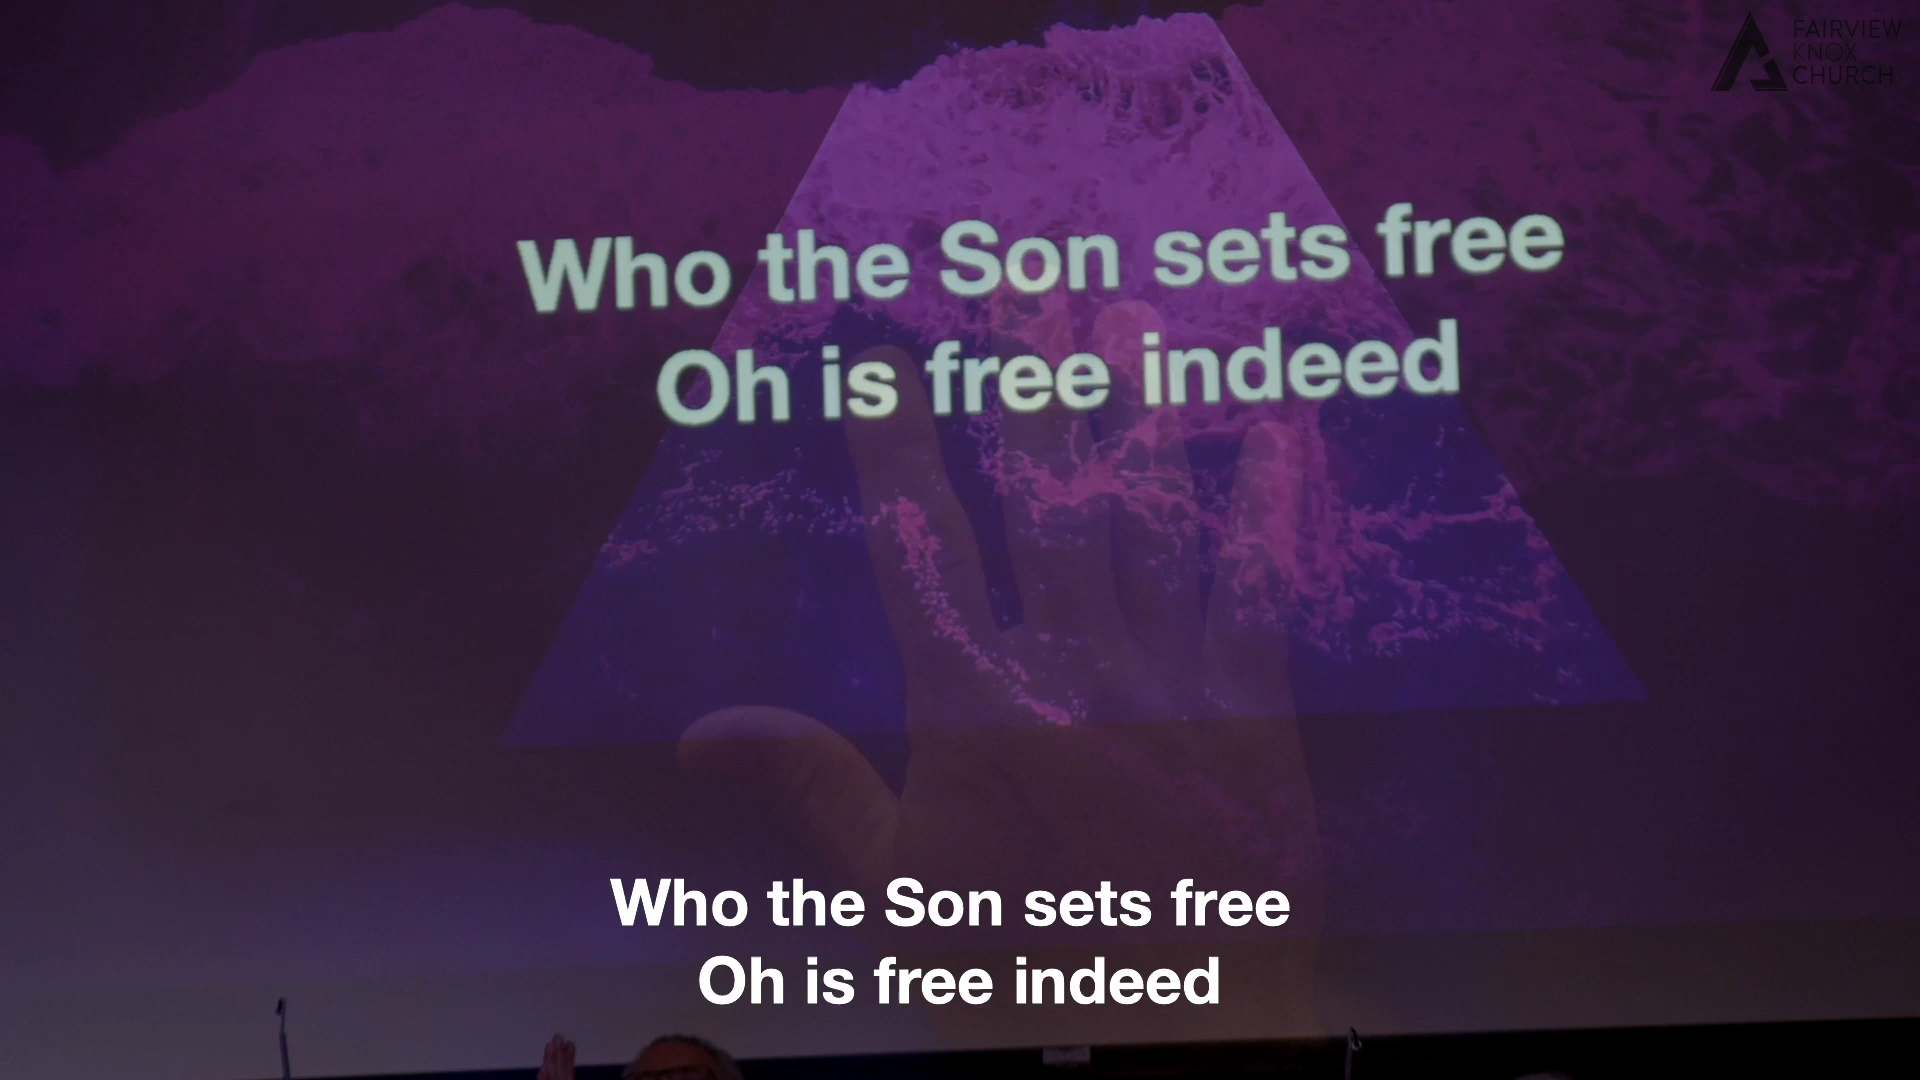 FAIRVIEW
KNOX
CHURCH
Who the Son sets free
Oh is free indeed
Who the Son sets free
Oh is free indeed